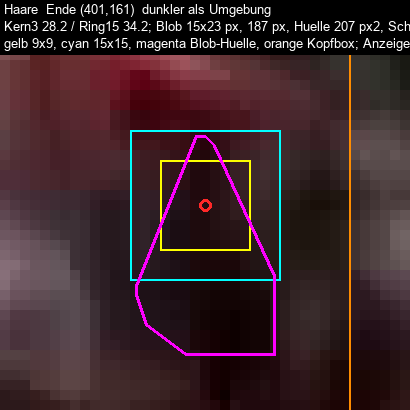 Haare  Ende (401,161)  dunkler als Umgebung
Kern3 28.2 / Ring15 34.2; Blob 15x23 px, 187 px, Huelle 207 px2, Sch
gelb 9x9, cyan 15x15, magenta Blob-Huelle, orange Kopfbox; Anzeige